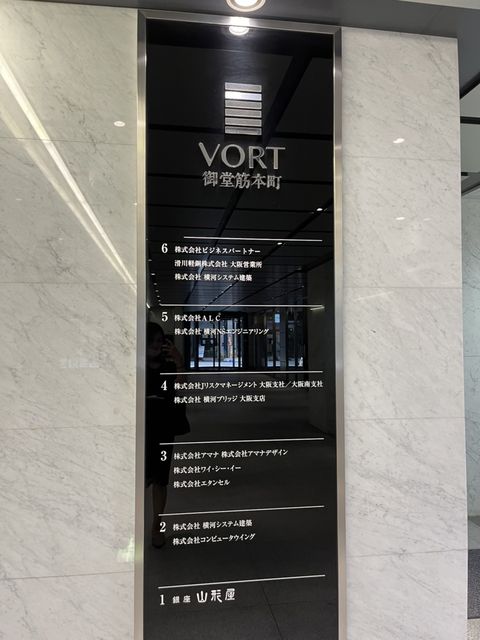 VORT
御堂筋本町
6 株式会社ビジネスパートナー
滑川軽銅株式会社 大阪営業所
株式会社 横河システム建築
5 株式会社ALC
株式会社 横河NSエンジニアリング
4 株式会社Jリスクマネージメント 大阪支社/大阪南支社
株式会社 横河ブリッジ 大阪支店
3 株式会社アマナ 株式会社アマナデザイン
株式会社ワイ・シー・イー
株式会社エタンセル
2 株式会社 横河システム建築
株式会社コンピュータウイング
1 銀座 山形屋